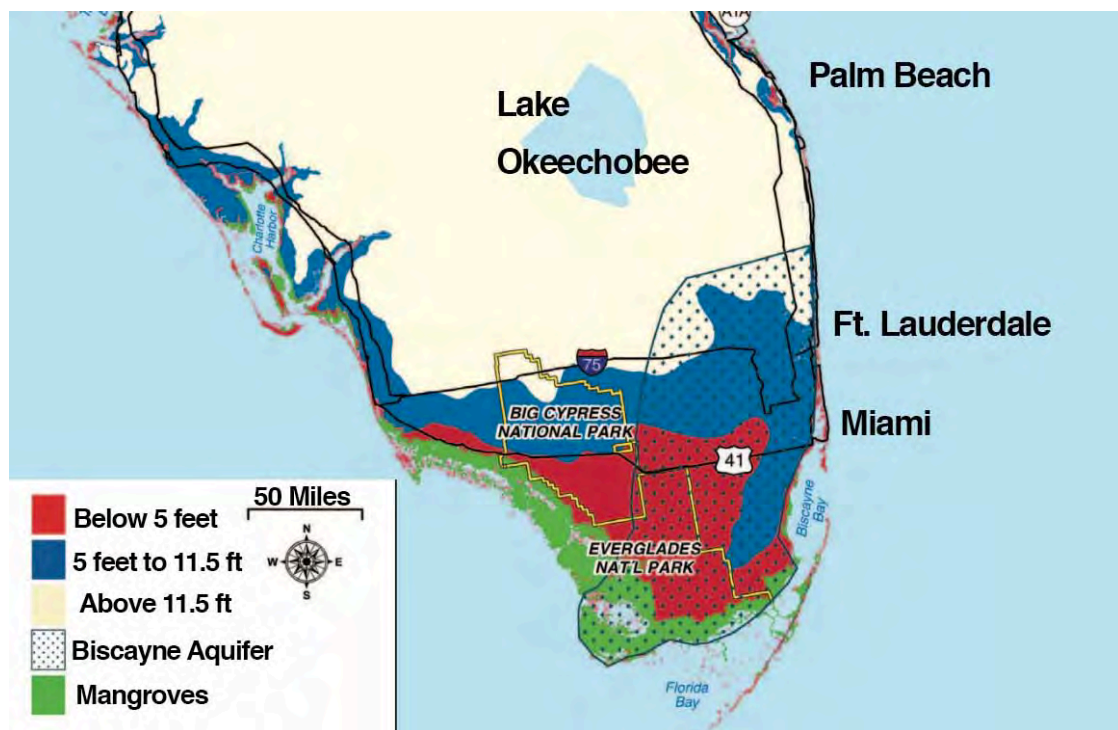 A1A
Palm Beach
Lake
Okeechobee
Charlotte
Harbor
Ft. Lauderdale
75
BIG CYPRESS
NATIONAL PARK
Miami
41
50 Miles
Below 5 feet
N
W
E
S
Biscayne
Bay
5 feet to 11.5 ft
EVERGLADES
NAT'L PARK
Above 11.5 ft
Biscayne Aquifer
Mangroves
Florida
Bay